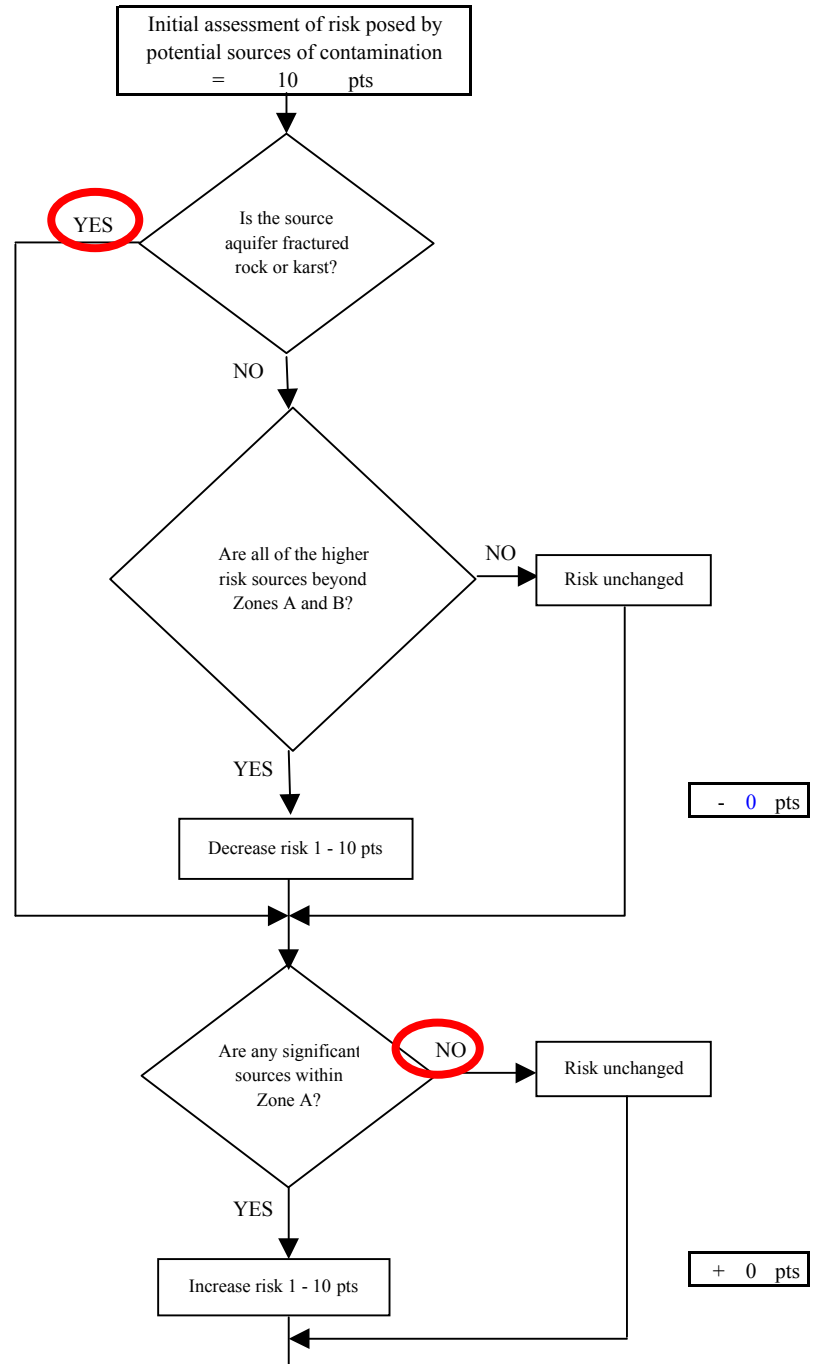 Initial assessment of risk posed by
potential sources of contamination
= 10 pts
YES
Is the source
aquifer fractured
rock or karst?
NO
Are all of the higher
risk sources beyond
Zones A and B?
NO
Risk unchanged
YES
- 0 pts
Decrease risk 1 - 10 pts
Are any significant
sources within
Zone A?
NO
Risk unchanged
YES
+ 0 pts
Increase risk 1 - 10 pts